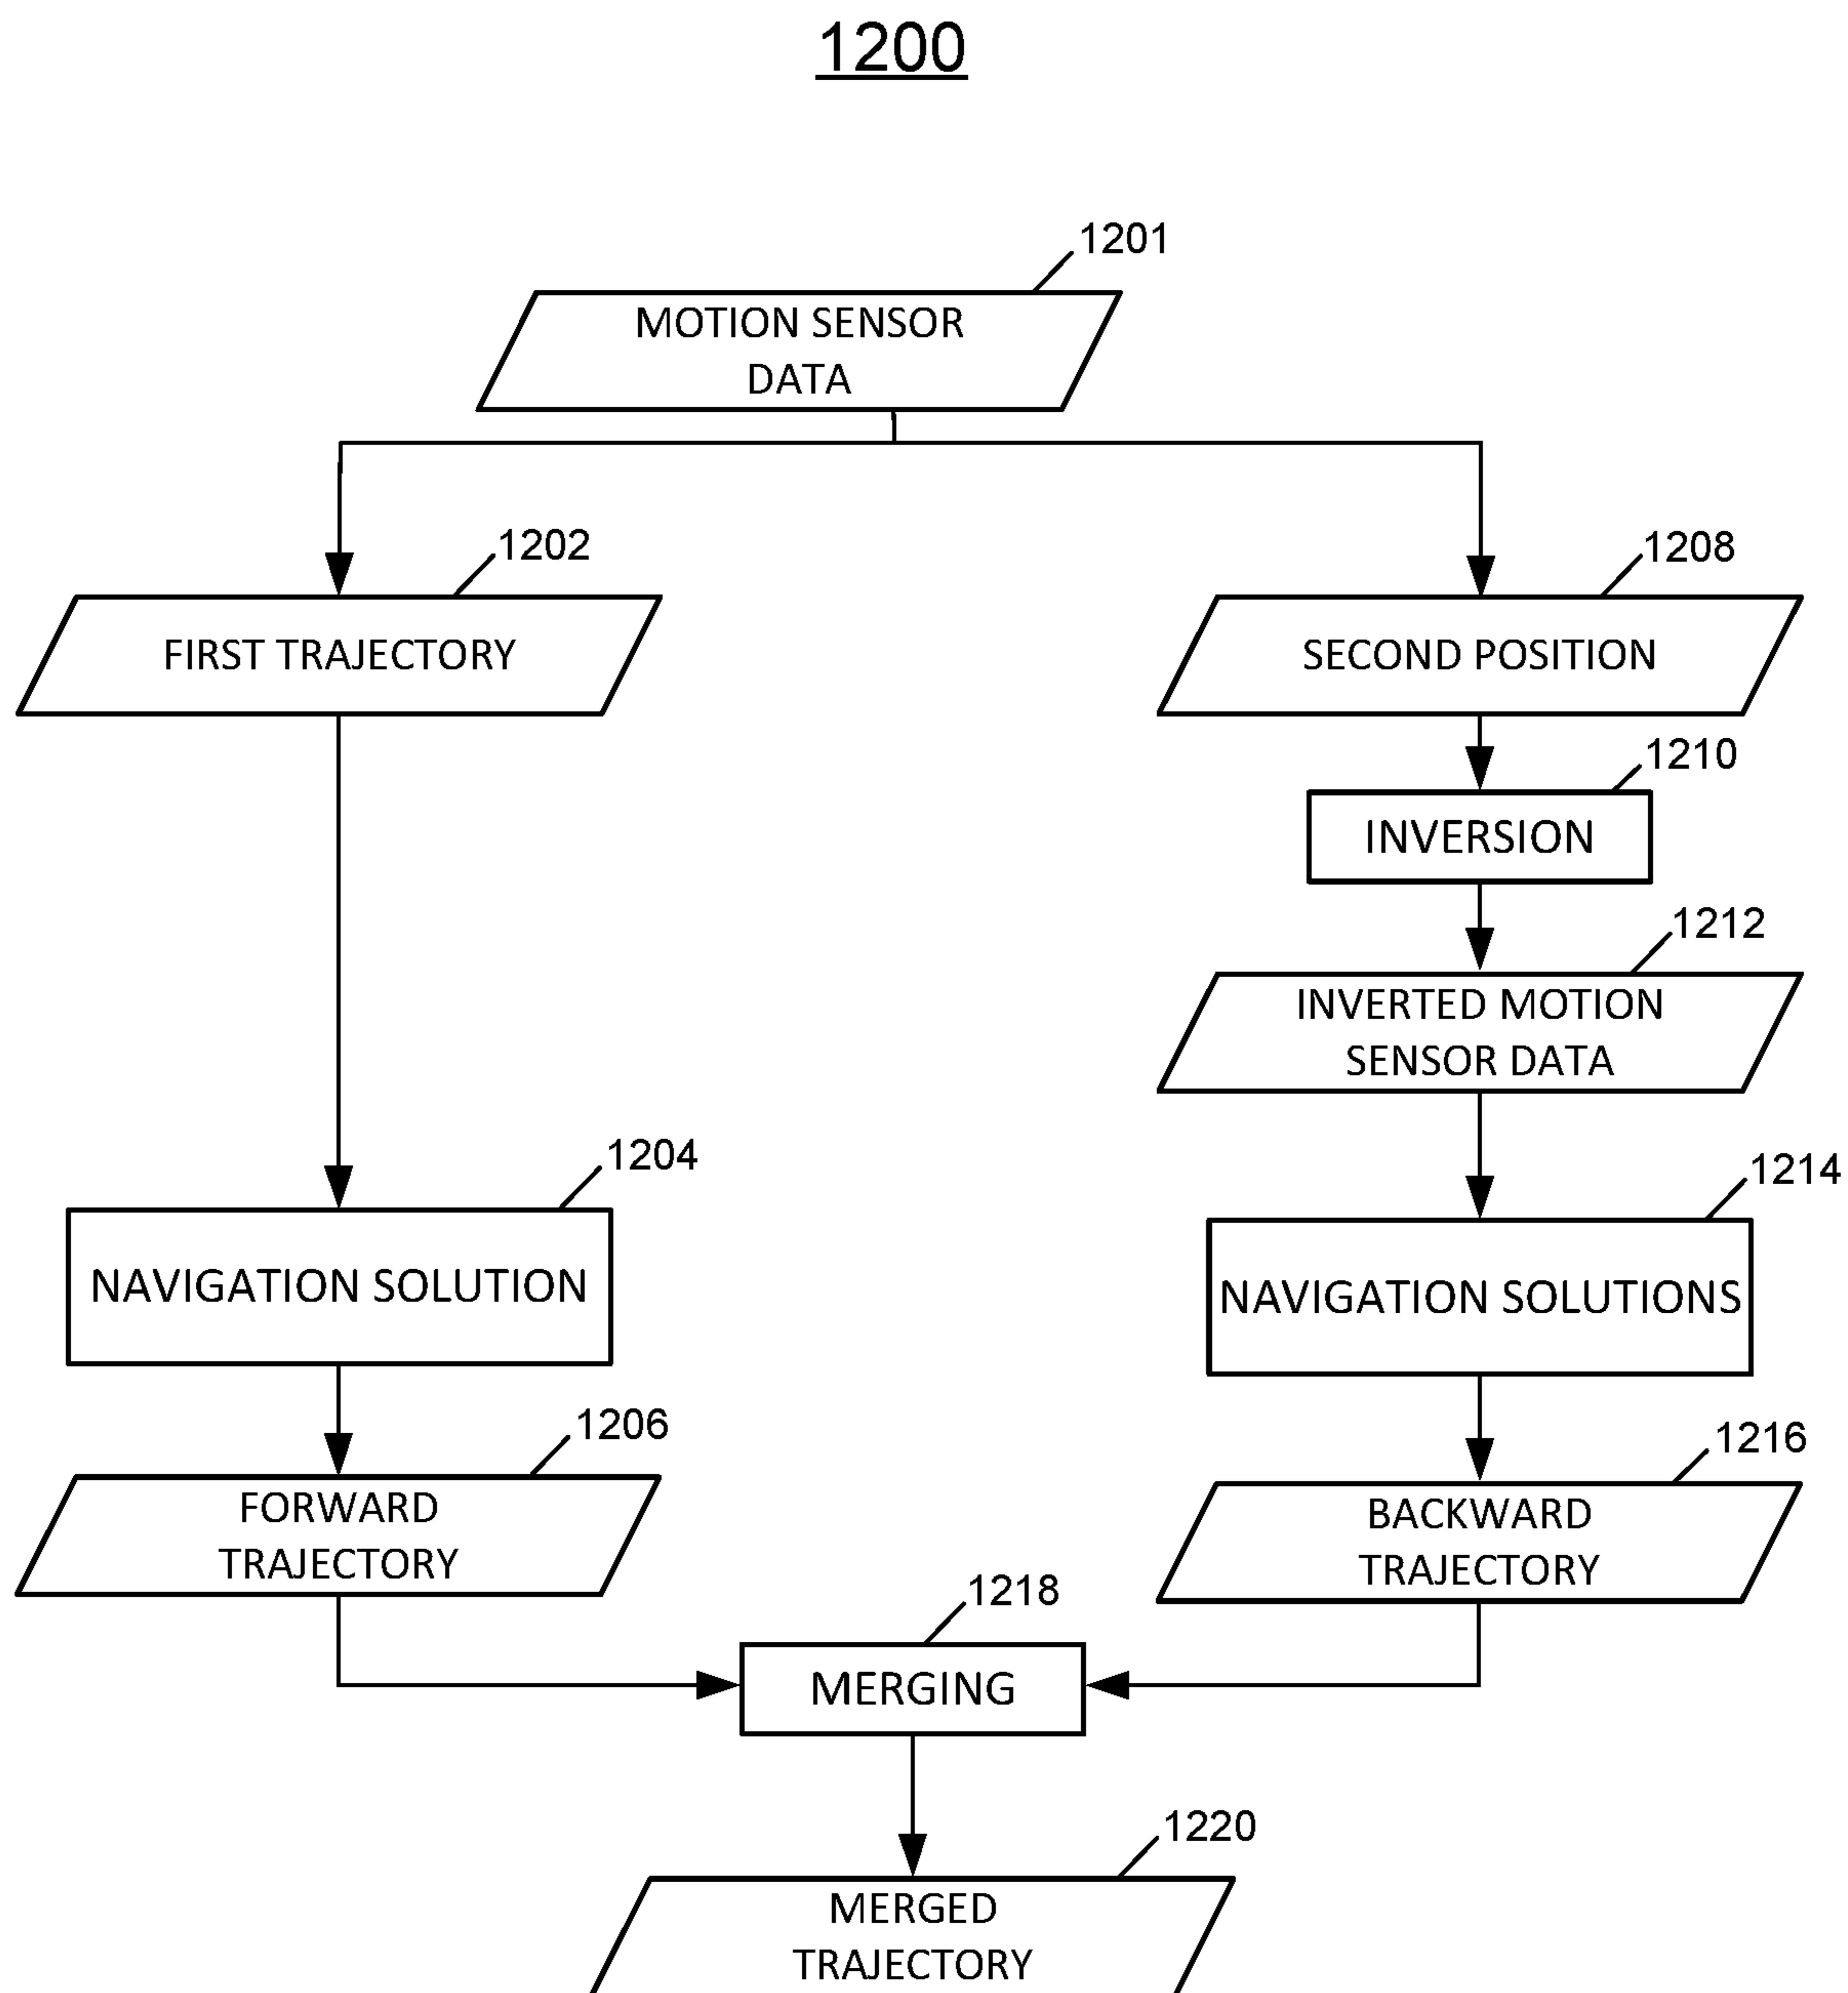 1200
1201
MOTION SENSOR
DATA
1202
FIRST TRAJECTORY
1208
SECOND POSITION
1210
INVERSION
1212
INVERTED MOTION
SENSOR DATA
1204
NAVIGATION SOLUTION
1214
NAVIGATION SOLUTIONS
1206
FORWARD
TRAJECTORY
1216
BACKWARD
TRAJECTORY
1218
MERGING
1220
MERGED
TRAJECTORY